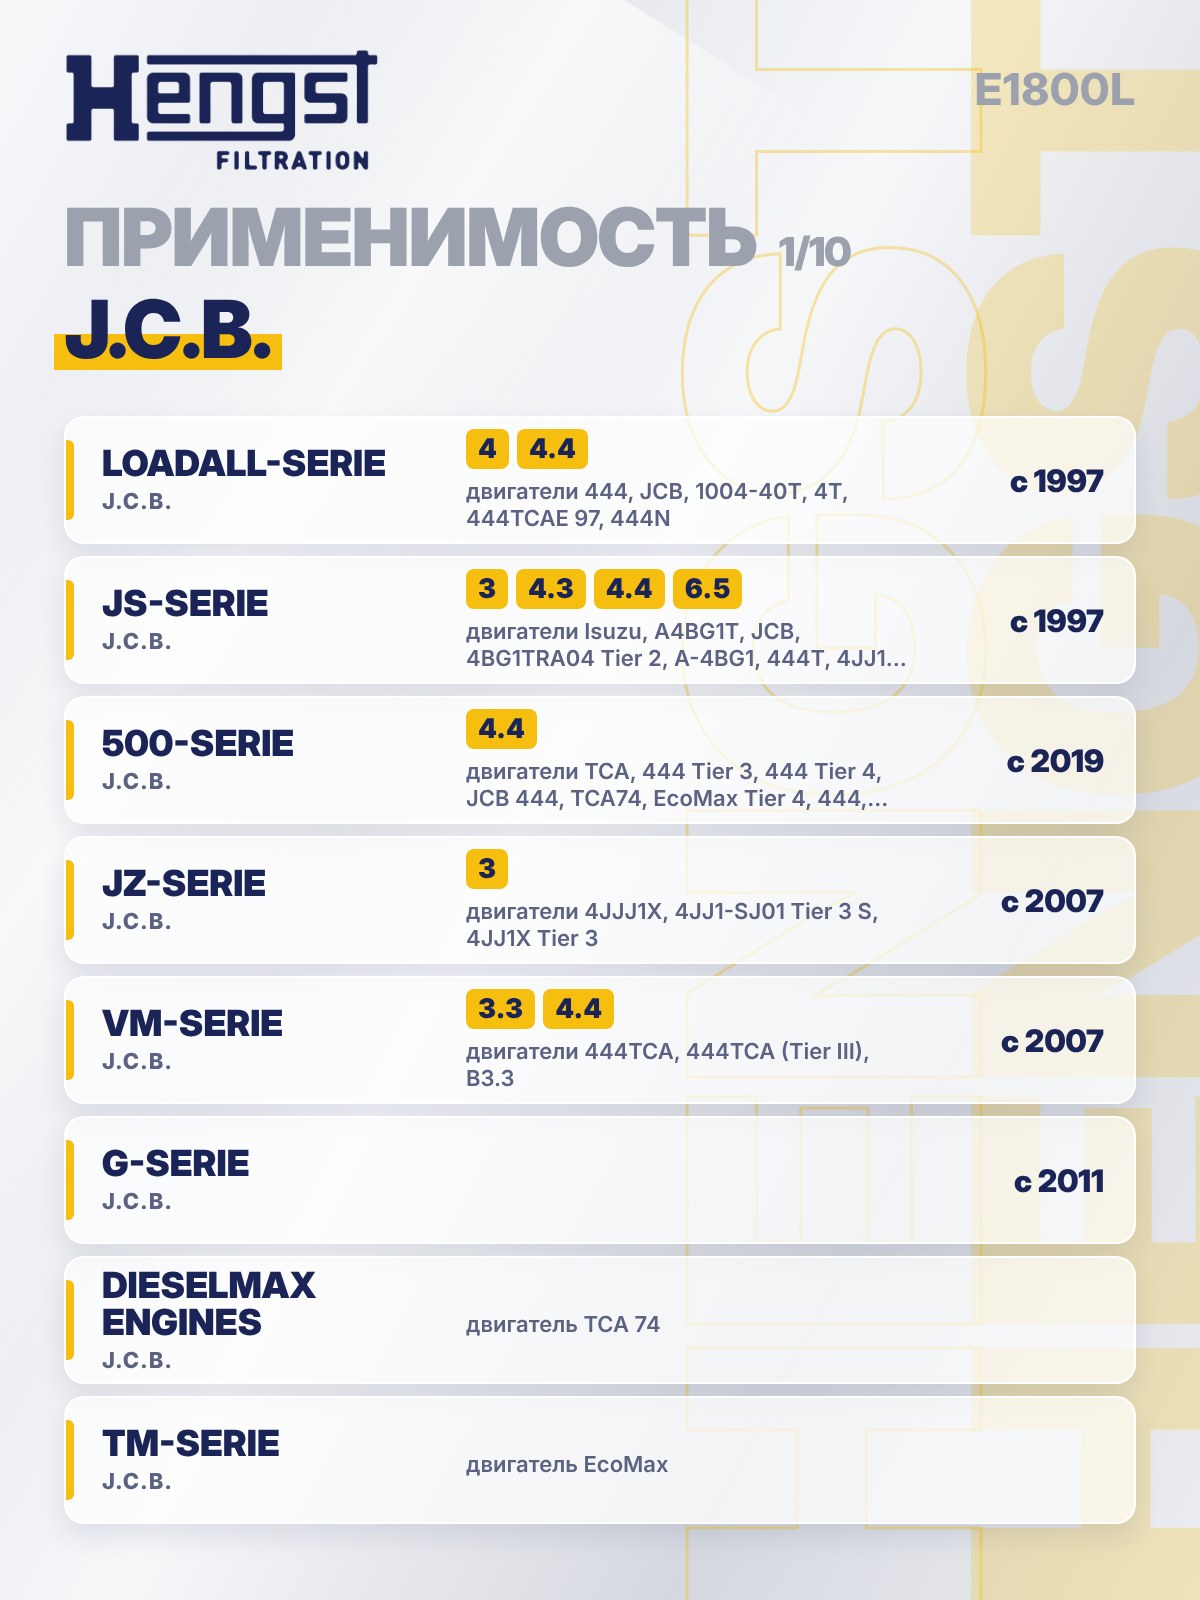 Hengst
FILTRATION
E1800L
ПРИМЕНИМОСТЬ 1/10
J.C.B.
LOADALL-SERIE
J.C.B.
4 4.4
двигатели 444, JCB, 1004-40T, 4T,
444TCAE 97, 444N
с 1997
JS-SERIE
J.C.B.
3 4.3 4.4 6.5
двигатели Isuzu, A4BG1T, JCB,
4BG1TRA04 Tier 2, A-4BG1, 444T, 4JJ1...
с 1997
500-SERIE
J.C.B.
4.4
двигатели TCA, 444 Tier 3, 444 Tier 4,
JCB 444, TCA74, EcoMax Tier 4, 444,...
с 2019
JZ-SERIE
J.C.B.
3
двигатели 4JJJ1X, 4JJ1-SJ01 Tier 3 S,
4JJ1X Tier 3
с 2007
VM-SERIE
J.C.B.
3.3 4.4
двигатели 444TCA, 444TCA (Tier III),
B3.3
с 2007
G-SERIE
J.C.B.
с 2011
DIESELMAX
ENGINES
J.C.B.
двигатель TCA 74
TM-SERIE
J.C.B.
двигатель EcoMax
HENGST
HENGST